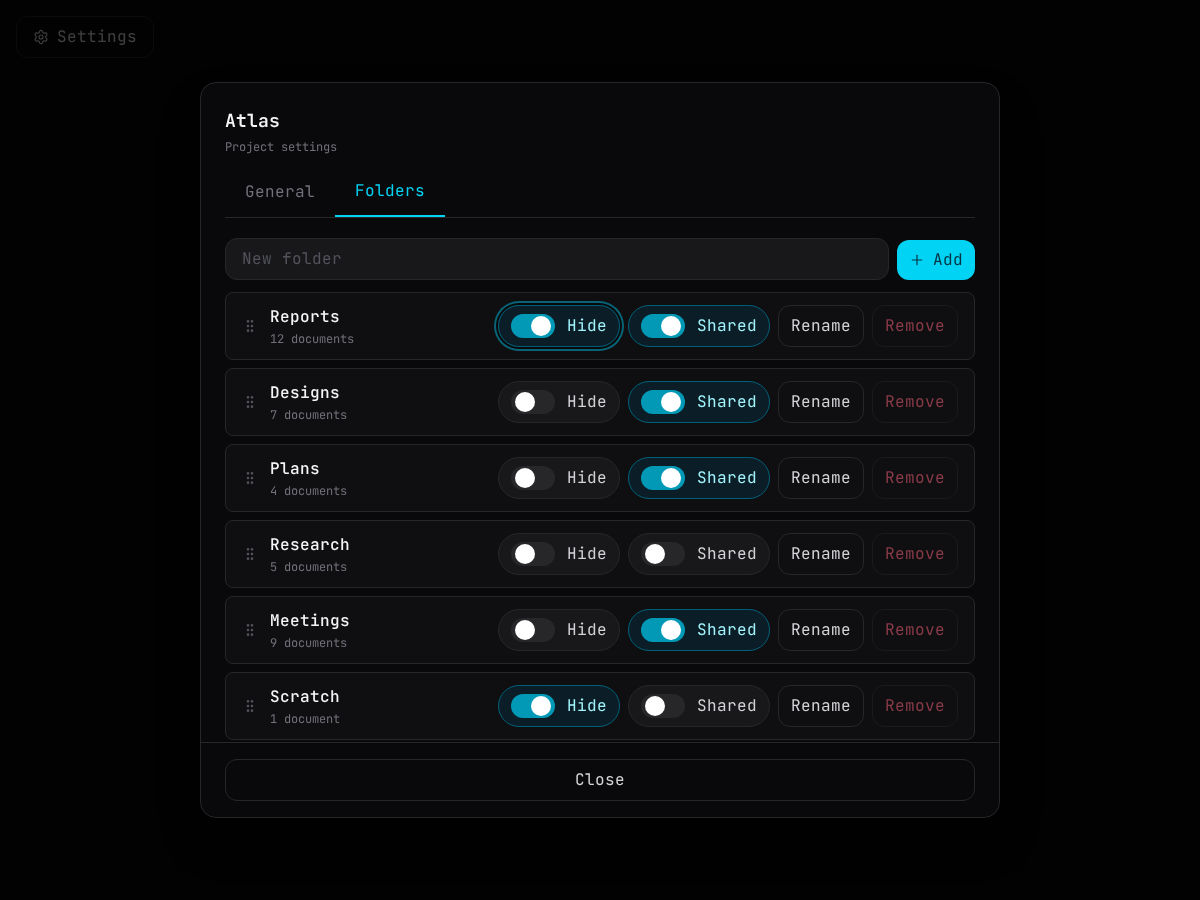 Settings
Atlas
Project settings
General Folders
New folder + Add
Reports Hide Shared Rename Remove
12 documents
Designs Hide Shared Rename Remove
7 documents
Plans Hide Shared Rename Remove
4 documents
Research Hide Shared Rename Remove
5 documents
Meetings Hide Shared Rename Remove
9 documents
Scratch Hide Shared Rename Remove
1 document
Close